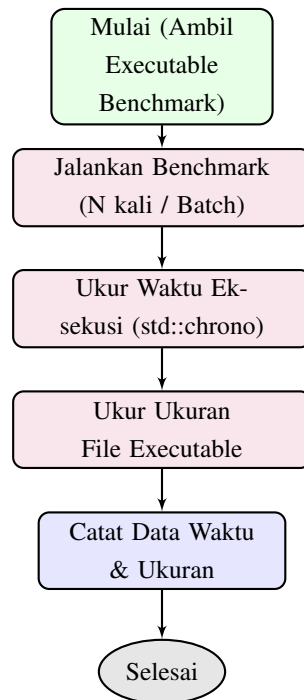 Mulai (Ambil
Executable
Benchmark)
Jalankan Benchmark
(N kali / Batch)
Ukur Waktu Ek-
sekusi (std::chrono)
Ukur Ukuran
File Executable
Catat Data Waktu
& Ukuran
Selesai